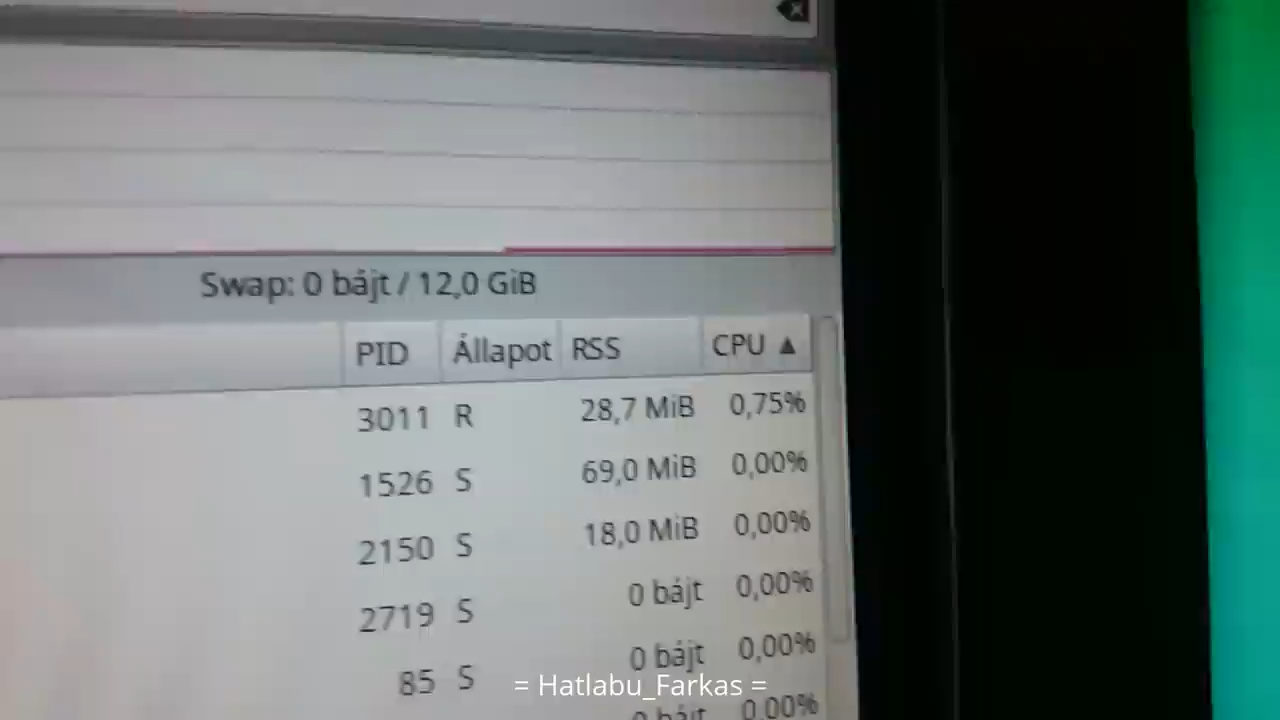 Swap: 0 bájt / 12,0 GiB
PID Állapot RSS CPU ▲
3011 R 28,7 MiB 0,75%
1526 S 69,0 MiB 0,00%
2150 S 18,0 MiB 0,00%
2719 S 0 bájt 0,00%
85 S 0 bájt 0,00%
0 bájt 0,00%
= Hatlabu_Farkas =